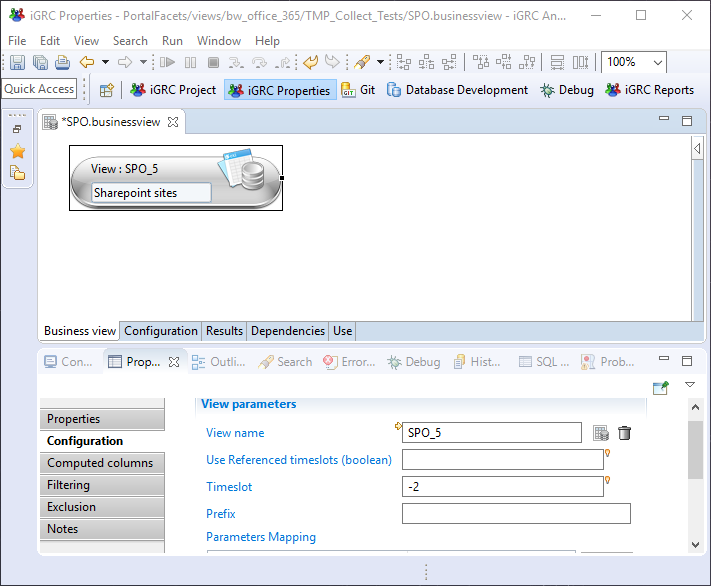 iGRC Properties - PortalFacets/views/bw_office_365/TMP_Collect_Tests/SPO.businessview - iGRC An...
File Edit View Search Run Window Help
100%
Quick Access iGRC Project iGRC Properties GIT Git Database Development Debug iGRC Reports
*SPO.businessview
View : SPO_5
Sharepoint sites
Business view Configuration Results Dependencies Use
Con... Prop... Outli... Search Error... Debug Hist... SQL ... Prob...
View parameters
Properties
View name SPO_5
Configuration
Use Referenced timeslots (boolean)
Computed columns
Filtering
Timeslot -2
Exclusion
Prefix
Notes
Parameters Mapping